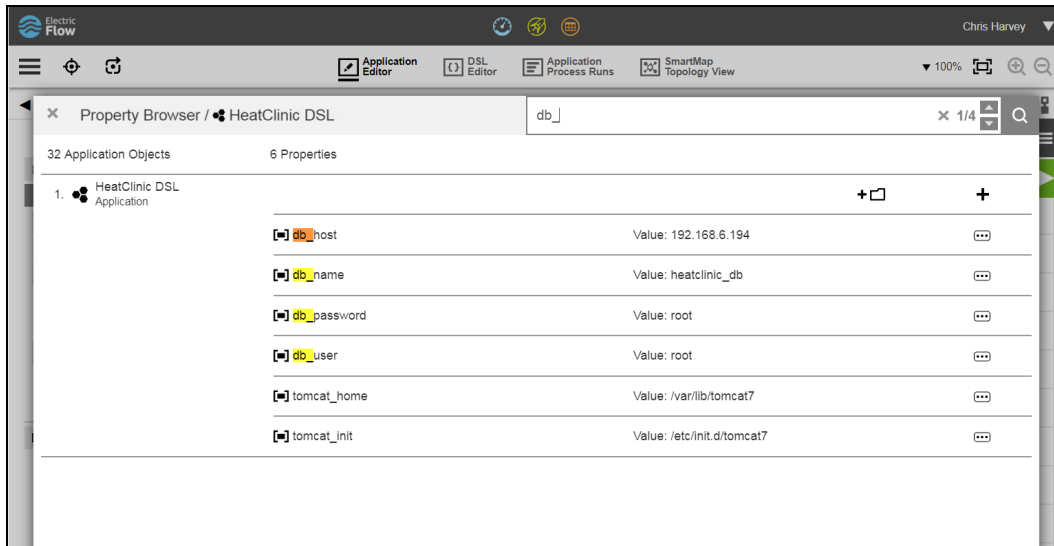 Electric
Flow
Chris Harvey
Application
Editor
DSL
Editor
Application
Process Runs
SmartMap
Topology View
100%
Property Browser / HeatClinic DSL
db_
1/4
32 Application Objects
6 Properties
1. HeatClinic DSL
Application
db_host Value: 192.168.6.194
db_name Value: heatclinic_db
db_password Value: root
db_user Value: root
tomcat_home Value: /var/lib/tomcat7
tomcat_init Value: /etc/init.d/tomcat7